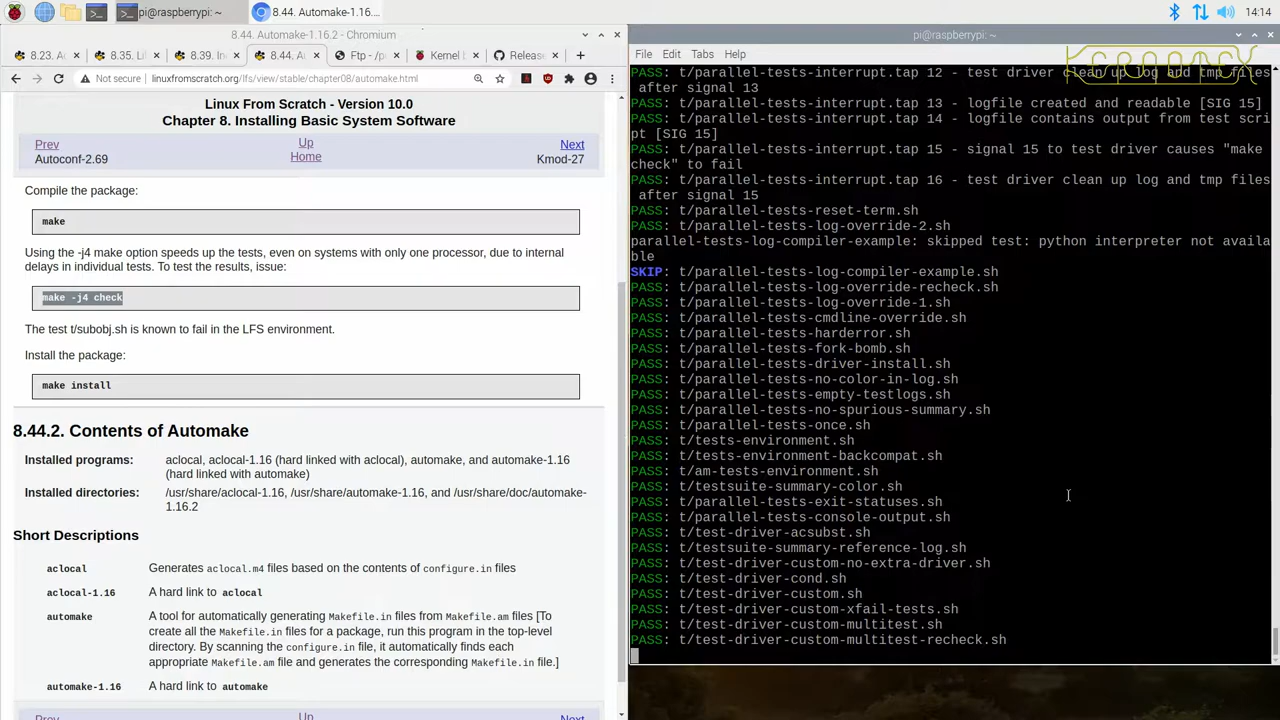 pi@raspberrypi: ~
8.44. Automake-1.16....
14:14
8.44. Automake-1.16.2 - Chromium
8.23. A
8.35. Li
8.39. In
8.44. A
Ftp - /p
Kernel
Release
Not secure | linuxfromscratch.org/lfs/view/stable/chapter08/automake.html
Linux From Scratch - Version 10.0
Chapter 8. Installing Basic System Software
Prev
Up
Next
Autoconf-2.69
Home
Kmod-27
Compile the package:
make
Using the -j4 make option speeds up the tests, even on systems with only one processor, due to internal
delays in individual tests. To test the results, issue:
make -j4 check
The test t/subobj.sh is known to fail in the LFS environment.
Install the package:
make install
8.44.2. Contents of Automake
Installed programs: aclocal, aclocal-1.16 (hard linked with aclocal), automake, and automake-1.16
(hard linked with automake)
Installed directories: /usr/share/aclocal-1.16, /usr/share/automake-1.16, and /usr/share/doc/automake-
1.16.2
Short Descriptions
aclocal Generates aclocal.m4 files based on the contents of configure.in files
aclocal-1.16 A hard link to aclocal
automake A tool for automatically generating Makefile.in files from Makefile.am files [To
create all the Makefile.in files for a package, run this program in the top-level
directory. By scanning the configure.in file, it automatically finds each
appropriate Makefile.am file and generates the corresponding Makefile.in file.]
automake-1.16 A hard link to automake
Prev
Up
Next
pi@raspberrypi: ~
File Edit Tabs Help
PASS: t/parallel-tests-interrupt.tap 12 - test driver clean up log and tmp files
after signal 13
PASS: t/parallel-tests-interrupt.tap 13 - logfile created and readable [SIG 15]
PASS: t/parallel-tests-interrupt.tap 14 - logfile contains output from test scri
pt [SIG 15]
PASS: t/parallel-tests-interrupt.tap 15 - signal 15 to test driver causes "make
check" to fail
PASS: t/parallel-tests-interrupt.tap 16 - test driver clean up log and tmp files
after signal 15
PASS: t/parallel-tests-reset-term.sh
PASS: t/parallel-tests-log-override-2.sh
parallel-tests-log-compiler-example: skipped test: python interpreter not availa
ble
SKIP: t/parallel-tests-log-compiler-example.sh
PASS: t/parallel-tests-log-override-recheck.sh
PASS: t/parallel-tests-log-override-1.sh
PASS: t/parallel-tests-cmdline-override.sh
PASS: t/parallel-tests-harderror.sh
PASS: t/parallel-tests-fork-bomb.sh
PASS: t/parallel-tests-driver-install.sh
PASS: t/parallel-tests-no-color-in-log.sh
PASS: t/parallel-tests-empty-testlogs.sh
PASS: t/parallel-tests-no-spurious-summary.sh
PASS: t/parallel-tests-once.sh
PASS: t/tests-environment.sh
PASS: t/tests-environment-backcompat.sh
PASS: t/am-tests-environment.sh
PASS: t/testsuite-summary-color.sh
PASS: t/parallel-tests-exit-statuses.sh
PASS: t/parallel-tests-console-output.sh
PASS: t/test-driver-acsubst.sh
PASS: t/testsuite-summary-reference-log.sh
PASS: t/test-driver-custom-no-extra-driver.sh
PASS: t/test-driver-cond.sh
PASS: t/test-driver-custom.sh
PASS: t/test-driver-custom-xfail-tests.sh
PASS: t/test-driver-custom-multitest.sh
PASS: t/test-driver-custom-multitest-recheck.sh